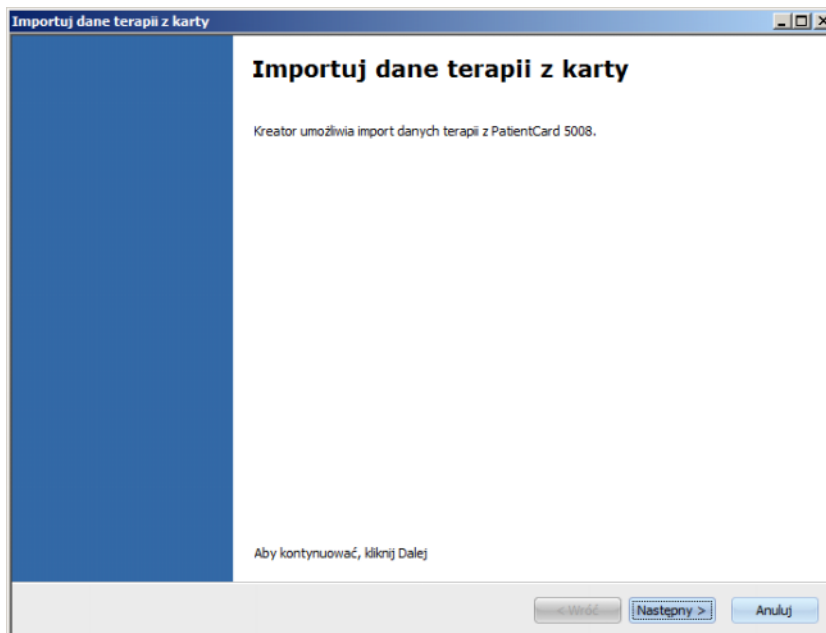 Importuj dane terapii z karty
Importuj dane terapii z karty
Kreator umożliwia import danych terapii z PatientCard 5008.
Aby kontynuować, kliknij Dalej
< Wróć
Następny >
Anuluj